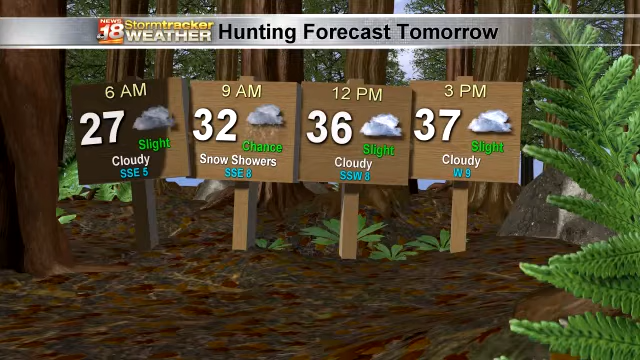 NEWS
18
Stormtracker
WEATHER
Hunting Forecast Tomorrow
6 AM
27
Slight
Cloudy
SSE 5
9 AM
32
Chance
Snow Showers
SSE 8
12 PM
36
Slight
Cloudy
SSW 8
3 PM
37
Slight
Cloudy
W 9